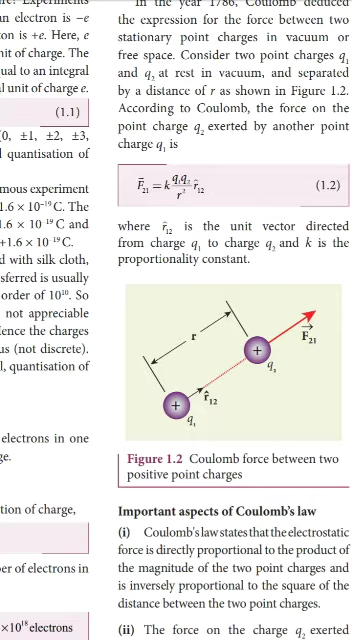 are? Experiments
an electron is −e
ton is +e. Here, e
nit of charge. The
qual to an integral
l unit of charge e.
(1.1)
(0, ±1, ±2, ±3,
d quantisation of
mous experiment
1.6 × 10⁻¹⁹ C. The
1.6 × 10⁻¹⁹ C and
+1.6 × 10⁻¹⁹ C.
d with silk cloth,
sferred is usually
order of 10¹⁰. So
not appreciable
Hence the charges
us (not discrete).
l, quantisation of
electrons in one
ge.
tion of charge,
ber of electrons in
×10¹⁸ electrons
In the year 1786, Coulomb deduced
the expression for the force between two
stationary point charges in vacuum or
free space. Consider two point charges q₁
and q₂ at rest in vacuum, and separated
by a distance of r as shown in Figure 1.2.
According to Coulomb, the force on the
point charge q₂ exerted by another point
charge q₁ is
F⃗₂₁ = k q₁q₂/r² r̂₁₂ (1.2)
where r̂₁₂ is the unit vector directed
from charge q₁ to charge q₂ and k is the
proportionality constant.
r
+
F⃗₂₁
q₂
+
r̂₁₂
q₁
Figure 1.2 Coulomb force between two
positive point charges
Important aspects of Coulomb’s law
(i) Coulomb's law states that the electrostatic
force is directly proportional to the product of
the magnitude of the two point charges and
is inversely proportional to the square of the
distance between the two point charges.
(ii) The force on the charge q₂ exerted